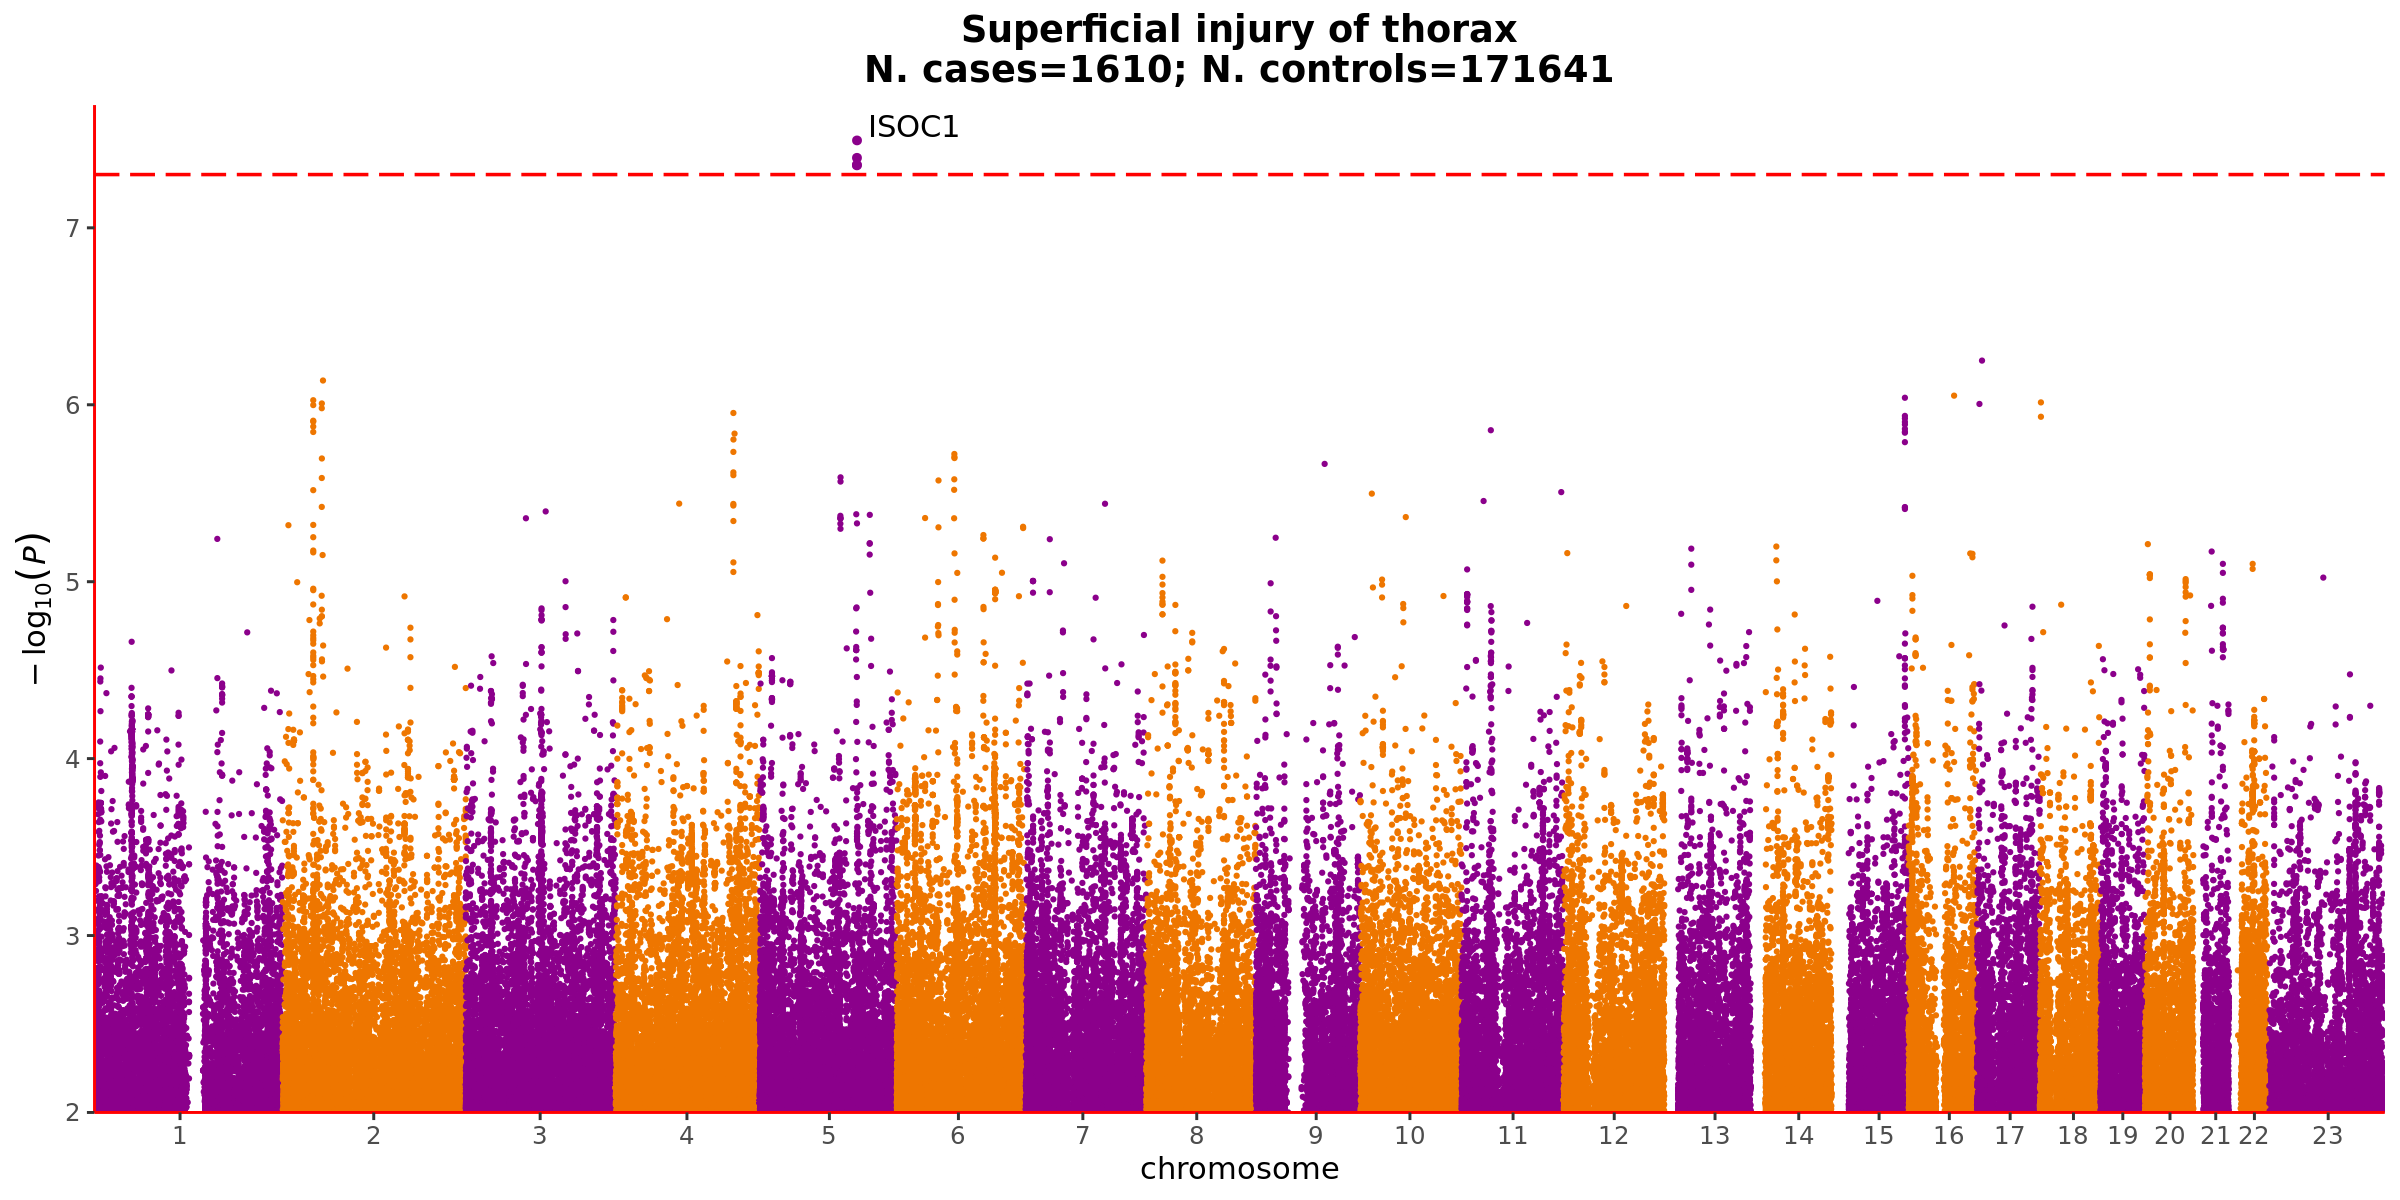 Superficial injury of thorax
N. cases=1610; N. controls=171641
ISOC1
7
6
5
4
3
2
−log10(P)
1 2 3 4 5 6 7 8 9 10 11 12 13 14 15 16 17 18 19 20 21 22 23
chromosome